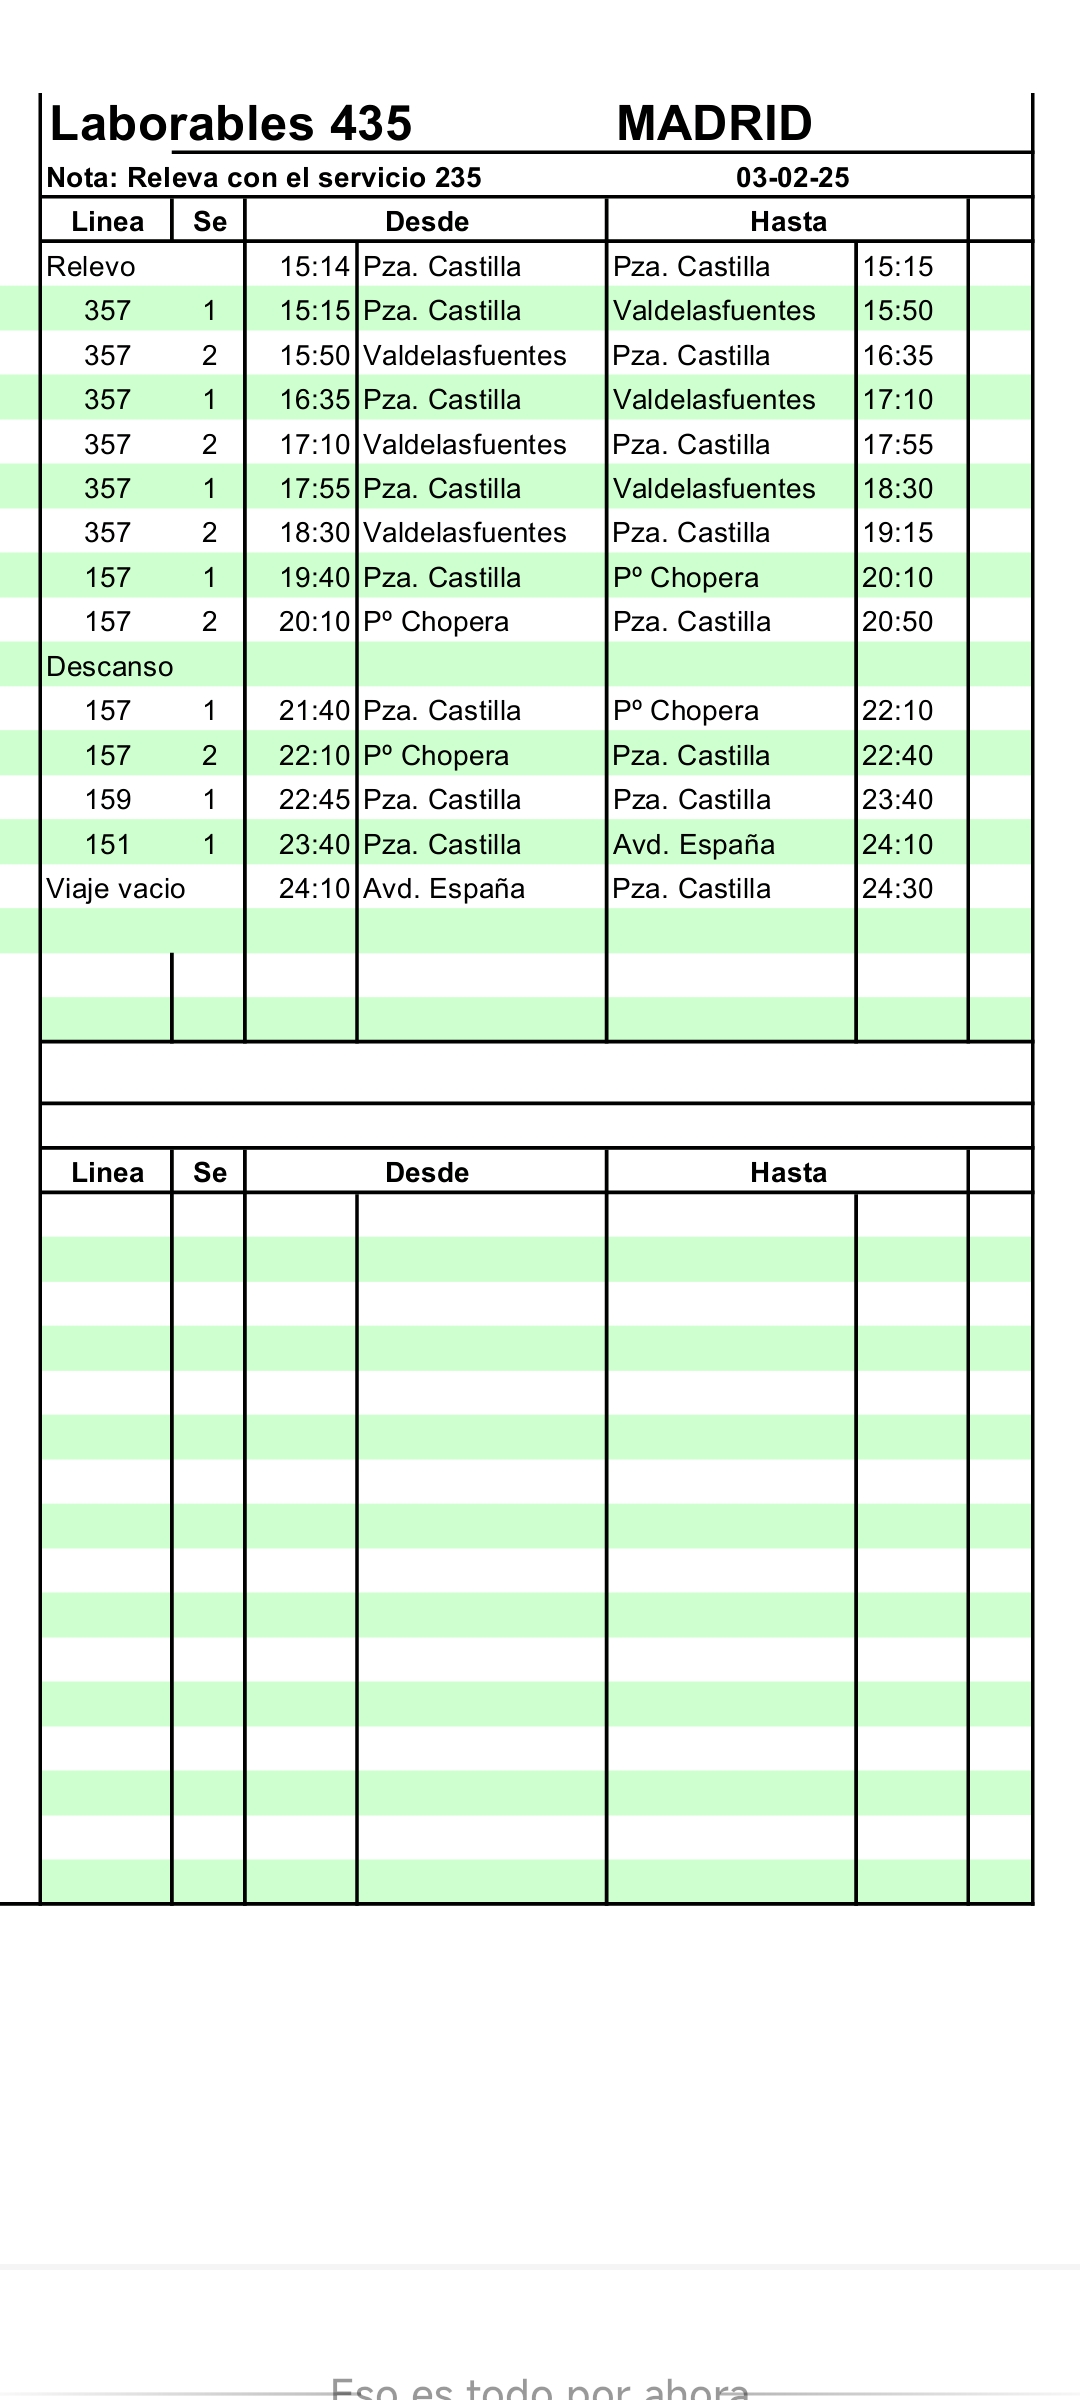 Laborables 435 MADRID
Nota: Releva con el servicio 235 03-02-25
Linea Se Desde Hasta
Relevo 15:14 Pza. Castilla Pza. Castilla 15:15
357 1 15:15 Pza. Castilla Valdelasfuentes 15:50
357 2 15:50 Valdelasfuentes Pza. Castilla 16:35
357 1 16:35 Pza. Castilla Valdelasfuentes 17:10
357 2 17:10 Valdelasfuentes Pza. Castilla 17:55
357 1 17:55 Pza. Castilla Valdelasfuentes 18:30
357 2 18:30 Valdelasfuentes Pza. Castilla 19:15
157 1 19:40 Pza. Castilla Pº Chopera 20:10
157 2 20:10 Pº Chopera Pza. Castilla 20:50
Descanso
157 1 21:40 Pza. Castilla Pº Chopera 22:10
157 2 22:10 Pº Chopera Pza. Castilla 22:40
159 1 22:45 Pza. Castilla Pza. Castilla 23:40
151 1 23:40 Pza. Castilla Avd. España 24:10
Viaje vacio 24:10 Avd. España Pza. Castilla 24:30
Linea Se Desde Hasta
Eso es todo por ahora